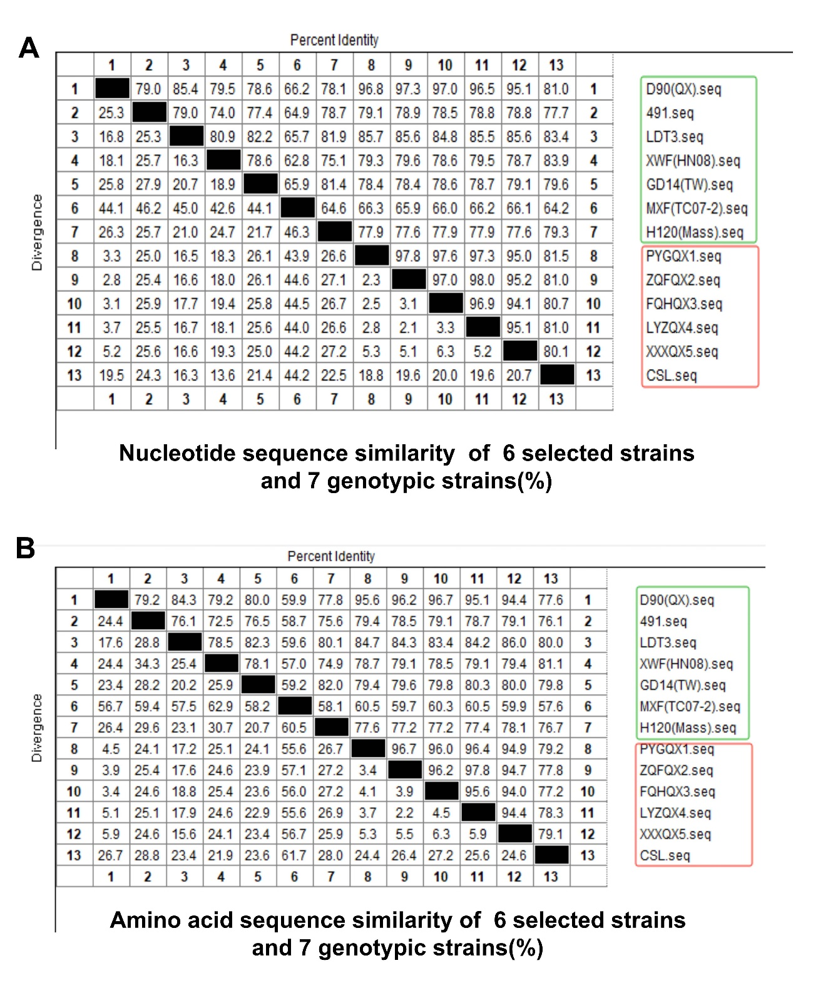 A
Percent Identity
1 2 3 4 5 6 7 8 9 10 11 12 13
1 79.0 85.4 79.5 78.6 66.2 78.1 96.8 97.3 97.0 96.5 95.1 81.0 1 D90(QX).seq
2 25.3 79.0 74.0 77.4 64.9 78.7 79.1 78.9 78.5 78.8 78.8 77.7 2 491.seq
3 16.8 25.3 80.9 82.2 65.7 81.9 85.7 85.6 84.8 85.5 85.6 83.4 3 LDT3.seq
4 18.1 25.7 16.3 78.6 62.8 75.1 79.3 79.6 78.6 79.5 78.7 83.9 4 XWF(HN08).seq
5 25.8 27.9 20.7 18.9 65.9 81.4 78.4 78.4 78.6 78.7 79.1 79.6 5 GD14(TW).seq
6 44.1 46.2 45.0 42.6 44.1 64.6 66.3 65.9 66.0 66.2 66.1 64.2 6 MXF(TC07-2).seq
7 26.3 25.7 21.0 24.7 21.7 46.3 77.9 77.6 77.9 77.9 77.6 79.3 7 H120(Mass).seq
8 3.3 25.0 16.5 18.3 26.1 43.9 26.6 97.8 97.6 97.3 95.0 81.5 8 PYGQX1.seq
9 2.8 25.4 16.6 18.0 26.1 44.6 27.1 2.3 97.0 98.0 95.2 81.0 9 ZQFQX2.seq
10 3.1 25.9 17.7 19.4 25.8 44.5 26.7 2.5 3.1 96.9 94.1 80.7 10 FQHQX3.seq
11 3.7 25.5 16.7 18.1 25.6 44.0 26.6 2.8 2.1 3.3 95.1 81.0 11 LYZQX4.seq
12 5.2 25.6 16.6 19.3 25.0 44.2 27.2 5.3 5.1 6.3 5.2 80.1 12 XXXQX5.seq
13 19.5 24.3 16.3 13.6 21.4 44.2 22.5 18.8 19.6 20.0 19.6 20.7 13 CSL.seq
1 2 3 4 5 6 7 8 9 10 11 12 13
Divergence
Nucleotide sequence similarity of 6 selected strains
and 7 genotypic strains(%)
B
Percent Identity
1 2 3 4 5 6 7 8 9 10 11 12 13
1 79.2 84.3 79.2 80.0 59.9 77.8 95.6 96.2 96.7 95.1 94.4 77.6 1 D90(QX).seq
2 24.4 76.1 72.5 76.5 58.7 75.6 79.4 78.5 79.1 78.7 79.1 76.1 2 491.seq
3 17.6 28.8 78.5 82.3 59.6 80.1 84.7 84.3 83.4 84.2 86.0 80.0 3 LDT3.seq
4 24.4 34.3 25.4 78.1 57.0 74.9 78.7 79.1 78.5 79.1 79.4 81.1 4 XWF(HN08).seq
5 23.4 28.2 20.2 25.9 59.2 82.0 79.4 79.6 79.8 80.3 80.0 79.8 5 GD14(TW).seq
6 56.7 59.4 57.5 62.9 58.2 58.1 60.5 59.7 60.3 60.5 59.9 57.6 6 MXF(TC07-2).seq
7 26.4 29.6 23.1 30.7 20.7 60.5 77.6 77.2 77.2 77.4 78.1 76.7 7 H120(Mass).seq
8 4.5 24.1 17.2 25.1 24.1 55.6 26.7 96.7 96.0 96.4 94.9 79.2 8 PYGQX1.seq
9 3.9 25.4 17.6 24.6 23.9 57.1 27.2 3.4 96.2 97.8 94.7 77.8 9 ZQFQX2.seq
10 3.4 24.6 18.8 25.4 23.6 56.0 27.2 4.1 3.9 95.6 94.0 77.2 10 FQHQX3.seq
11 5.1 25.1 17.9 24.6 22.9 55.6 26.9 3.7 2.2 4.5 94.4 78.3 11 LYZQX4.seq
12 5.9 24.6 15.6 24.1 23.4 56.7 25.9 5.3 5.5 6.3 5.9 79.1 12 XXXQX5.seq
13 26.7 28.8 23.4 21.9 23.6 61.7 28.0 24.4 26.4 27.2 25.6 24.6 13 CSL.seq
1 2 3 4 5 6 7 8 9 10 11 12 13
Divergence
Amino acid sequence similarity of 6 selected strains
and 7 genotypic strains(%)